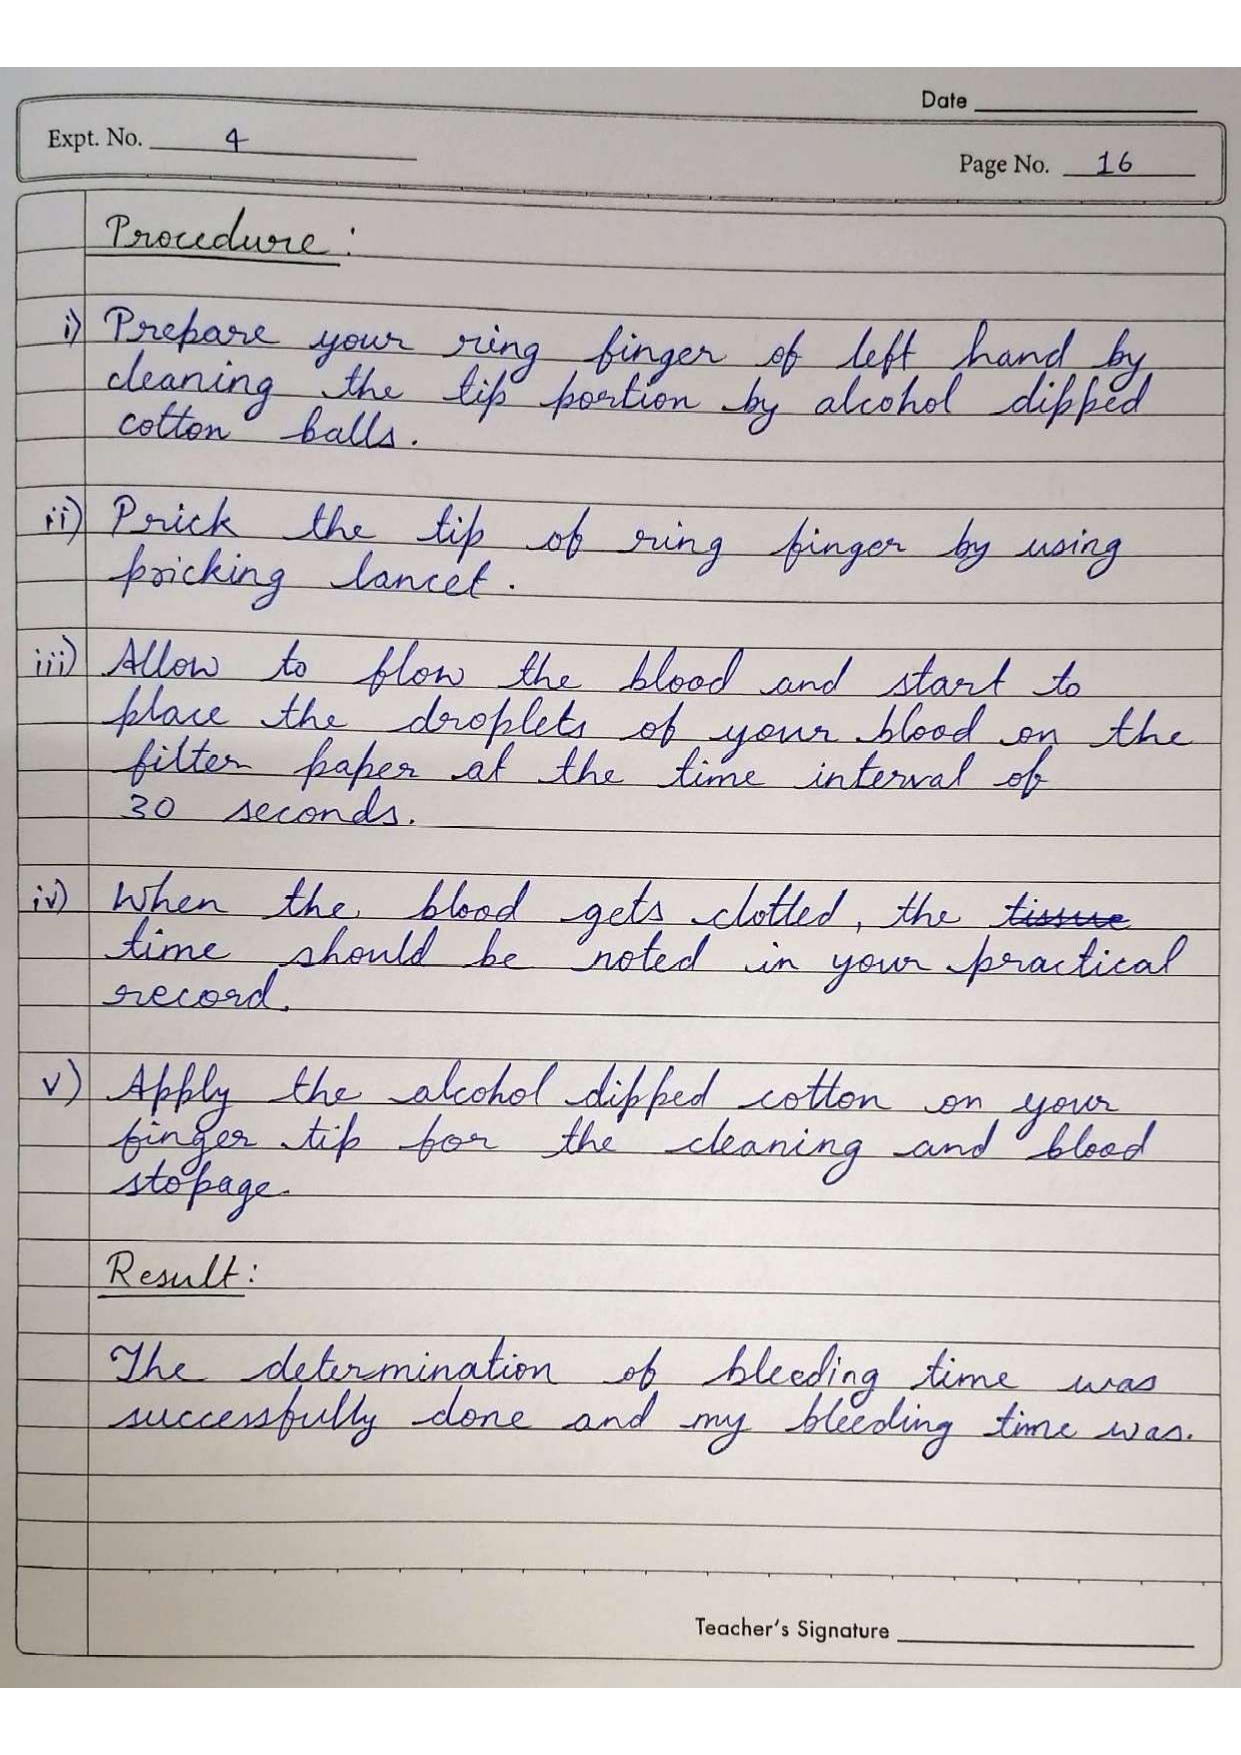 Date
Expt. No. 4
Page No. 16
Procedure:
i) Prepare your ring finger of left hand by
cleaning the tip portion by alcohol dipped
cotton balls.
ii) Prick the tip of ring finger by using
pricking lancet.
iii) Allow to flow the blood and start to
place the droplets of your blood on the
filter paper at the time interval of
30 seconds.
iv) When the blood gets clotted, the tissue
time should be noted in your practical
record.
v) Apply the alcohol dipped cotton on your
finger tip for the cleaning and blood
stopage.
Result:
The determination of bleeding time was
successfully done and my bleeding time was.
Teacher's Signature